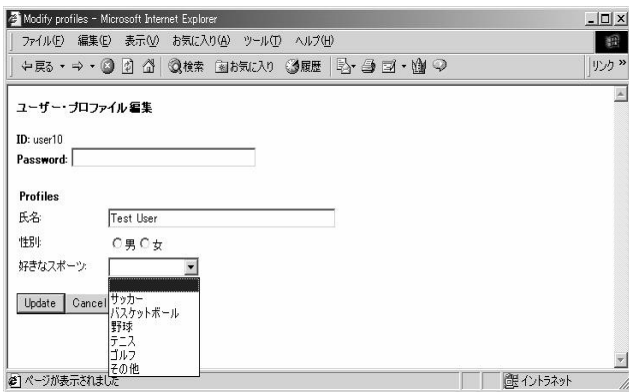 Modify profiles - Microsoft Internet Explorer
ファイル(F) 編集(E) 表示(V) お気に入り(A) ツール(T) ヘルプ(H)
戻る 検索 お気に入り 履歴 リンク »
ユーザー・プロファイル編集
ID: user10
Password:
Profiles
氏名: Test User
性別: 男 女
好きなスポーツ:
Update Cancel
サッカー
バスケットボール
野球
テニス
ゴルフ
その他
ページが表示されました イントラネット